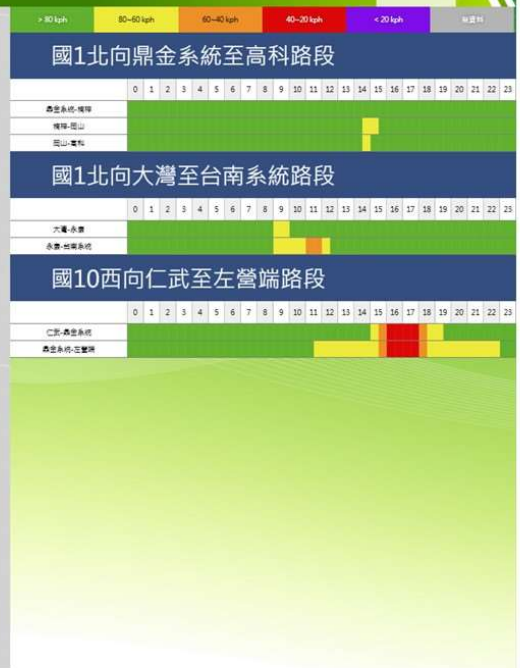 > 80 kph 80~60 kph 60~40 kph 40~20 kph < 20 kph 無資料
國1北向鼎金系統至高科路段
0 1 2 3 4 5 6 7 8 9 10 11 12 13 14 15 16 17 18 19 20 21 22 23
鼎金系統-楠梓
楠梓-岡山
岡山-高科
國1北向大灣至台南系統路段
0 1 2 3 4 5 6 7 8 9 10 11 12 13 14 15 16 17 18 19 20 21 22 23
大灣-永康
永康-台南系統
國10西向仁武至左營端路段
0 1 2 3 4 5 6 7 8 9 10 11 12 13 14 15 16 17 18 19 20 21 22 23
仁武-鼎金系統
鼎金系統-左營端